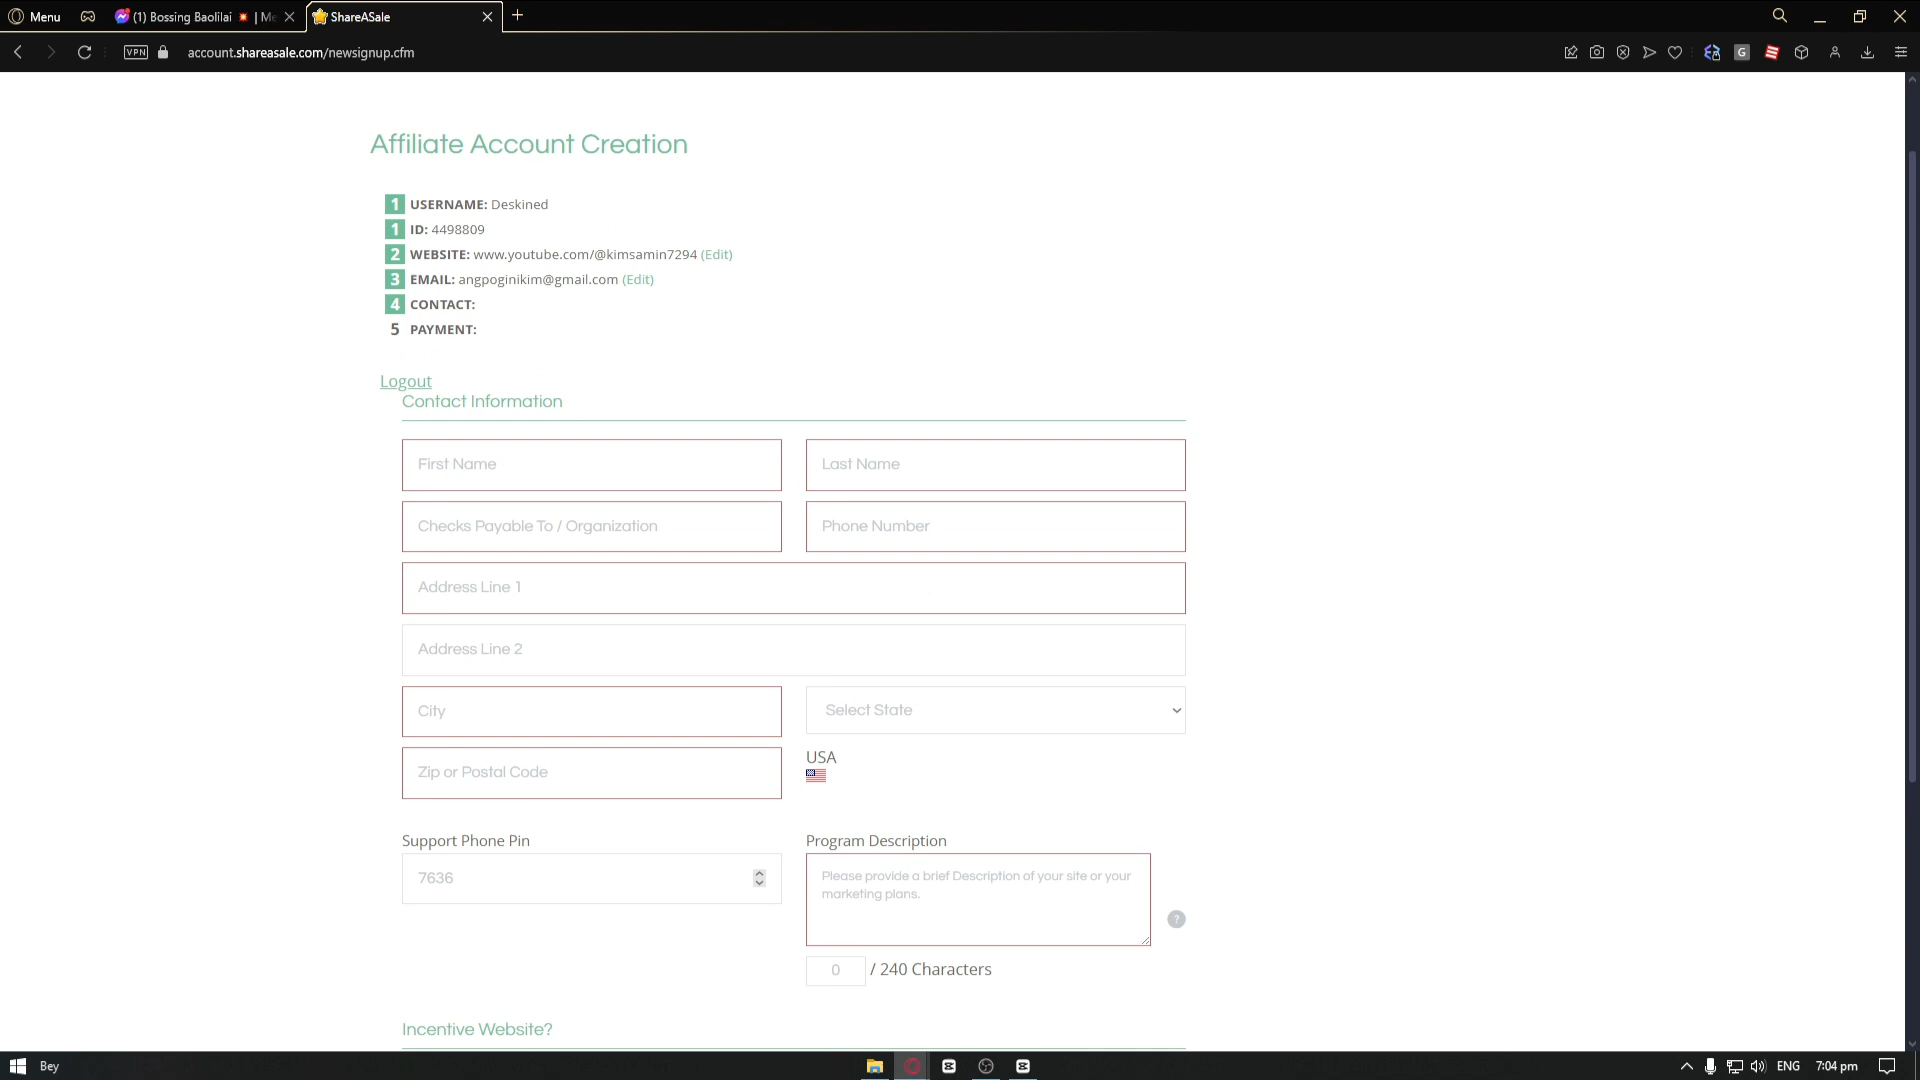 Menu
(1) Bossing Baolilai 💥 | Me
ShareASale
VPN
account.shareasale.com/newsignup.cfm
G
Affiliate Account Creation
1 USERNAME: Deskined
1 ID: 4498809
2 WEBSITE: www.youtube.com/@kimsamin7294 (Edit)
3 EMAIL: angpoginikim@gmail.com (Edit)
4 CONTACT:
5 PAYMENT:
Logout
Contact Information
First Name
Last Name
Checks Payable To / Organization
Phone Number
Address Line 1
Address Line 2
City
Select State
Zip or Postal Code
USA
Support Phone Pin
7636
Program Description
Please provide a brief Description of your site or your
marketing plans.
?
0 / 240 Characters
Incentive Website?
Bey
ENG
7:04 pm